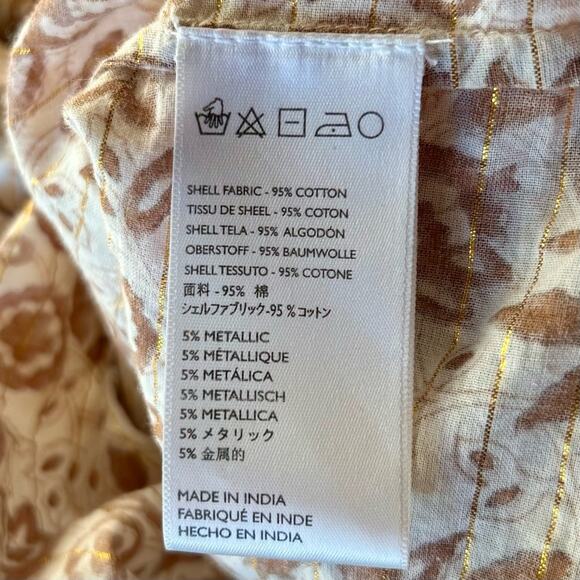 SHELL FABRIC - 95% COTTON
TISSU DE SHEEL - 95% COTON
SHELL TELA - 95% ALGODÓN
OBERSTOFF - 95% BAUMWOLLE
SHELL TESSUTO - 95% COTONE
面料 -95% 棉
シェルファブリック-95 %コットン
5% METALLIC
5% MÉTALLIQUE
5% METÁLICA
5% METALLISCH
5% METALLICA
5% メタリック
5% 金属的
MADE IN INDIA
FABRIQUÉ EN INDE
HECHO EN INDIA